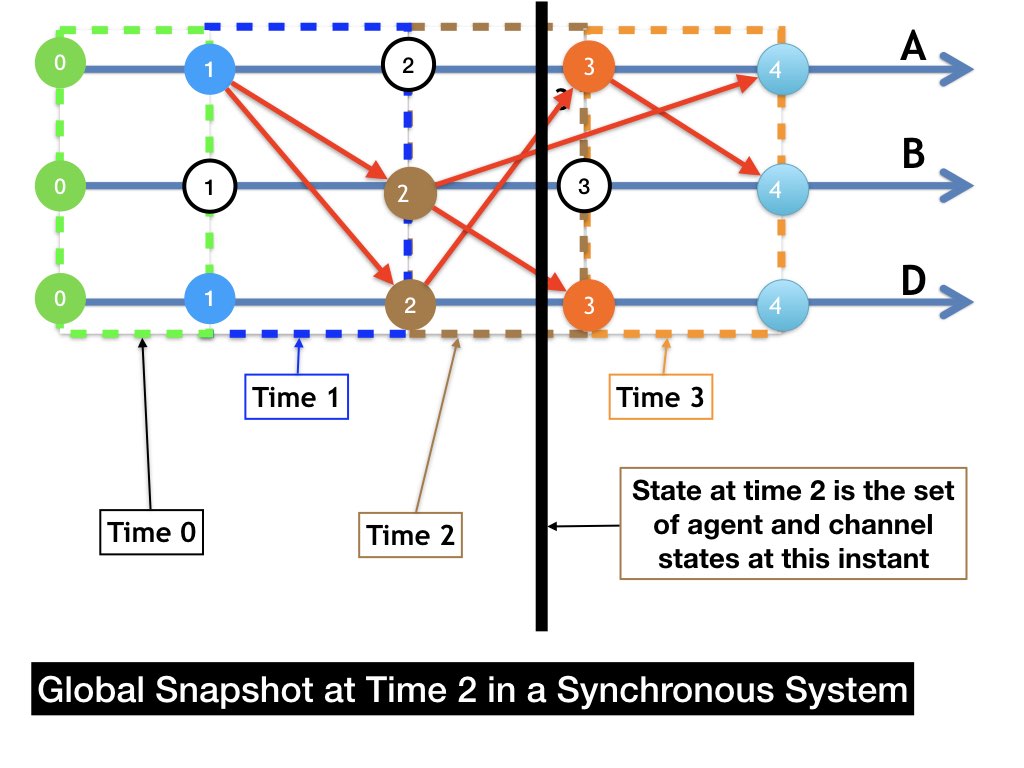 0 1 2 3 4 A
0 1 2 3 4 B
0 1 2 3 4 D
Time 1
Time 3
Time 0
Time 2
State at time 2 is the set
of agent and channel
states at this instant
Global Snapshot at Time 2 in a Synchronous System